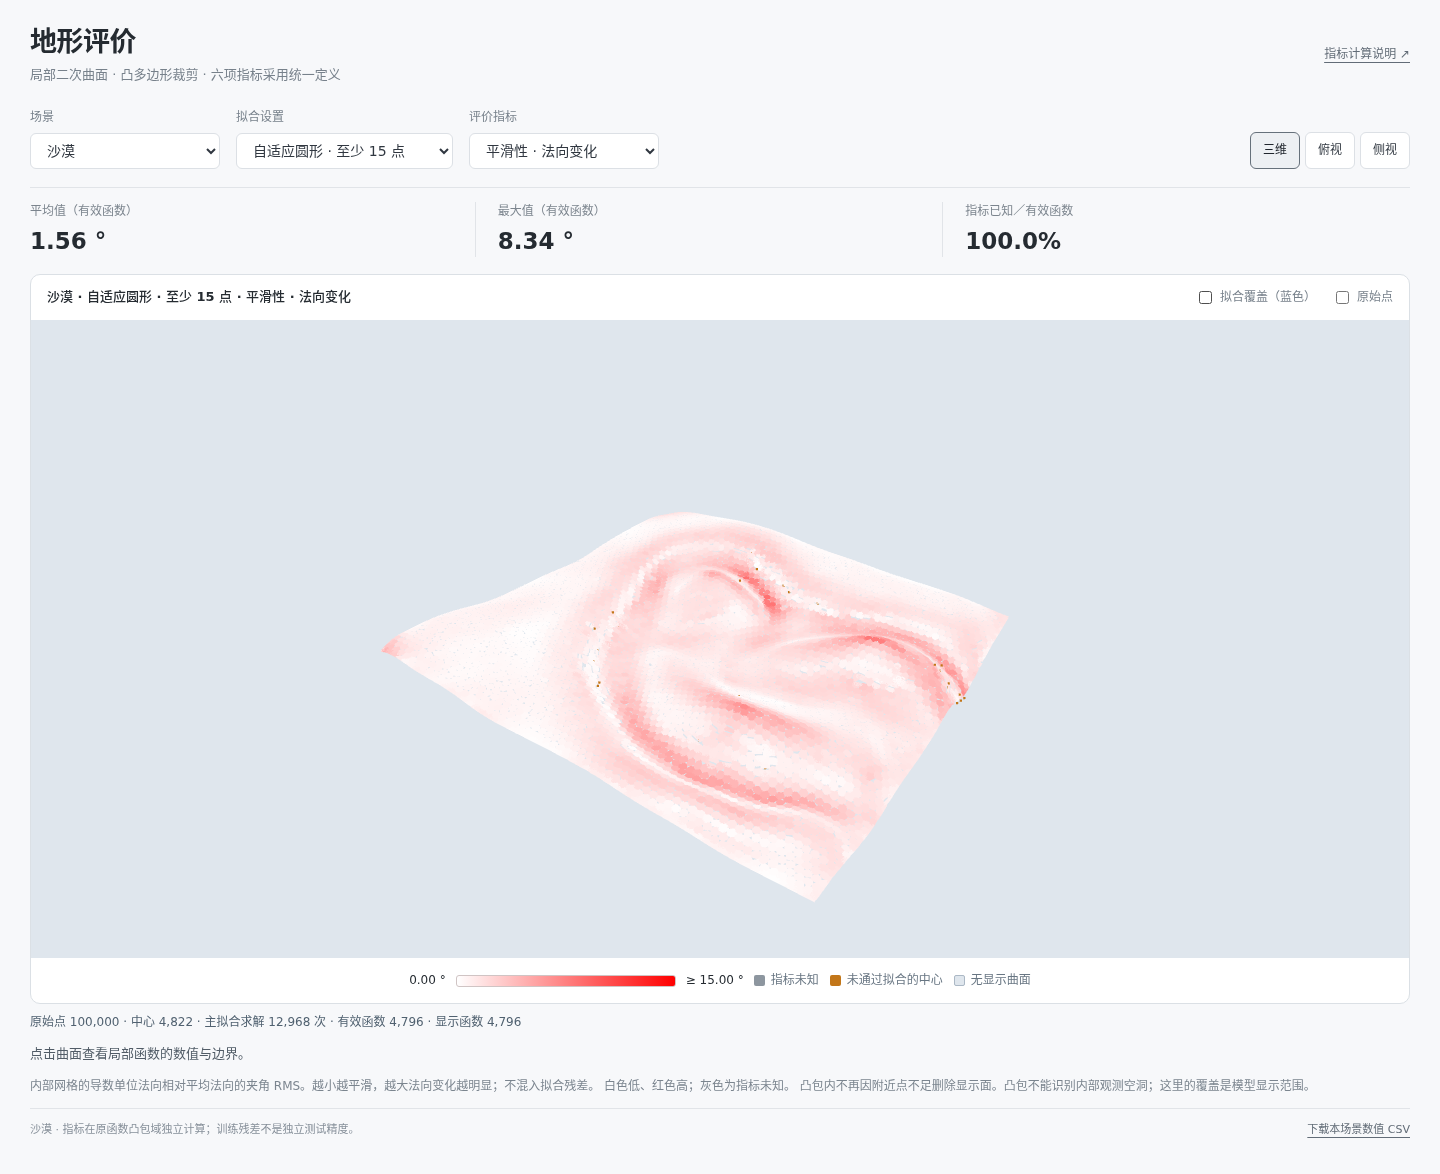 地形评价
指标计算说明 ↗
局部二次曲面 · 凸多边形裁剪 · 六项指标采用统一定义
场景
拟合设置
评价指标
沙漠
自适应圆形 · 至少 15 点
平滑性 · 法向变化
三维
俯视
侧视
平均值（有效函数）
最大值（有效函数）
指标已知／有效函数
1.56 °
8.34 °
100.0%
沙漠 · 自适应圆形 · 至少 15 点 · 平滑性 · 法向变化
拟合覆盖（蓝色）
原始点
0.00 °
≥ 15.00 °
指标未知
未通过拟合的中心
无显示曲面
原始点 100,000 · 中心 4,822 · 主拟合求解 12,968 次 · 有效函数 4,796 · 显示函数 4,796
点击曲面查看局部函数的数值与边界。
内部网格的导数单位法向相对平均法向的夹角 RMS。越小越平滑，越大法向变化越明显；不混入拟合残差。 白色低、红色高；灰色为指标未知。 凸包内不再因附近点不足删除显示面。凸包不能识别内部观测空洞；这里的覆盖是模型显示范围。
沙漠 · 指标在原函数凸包域独立计算；训练残差不是独立测试精度。
下载本场景数值 CSV